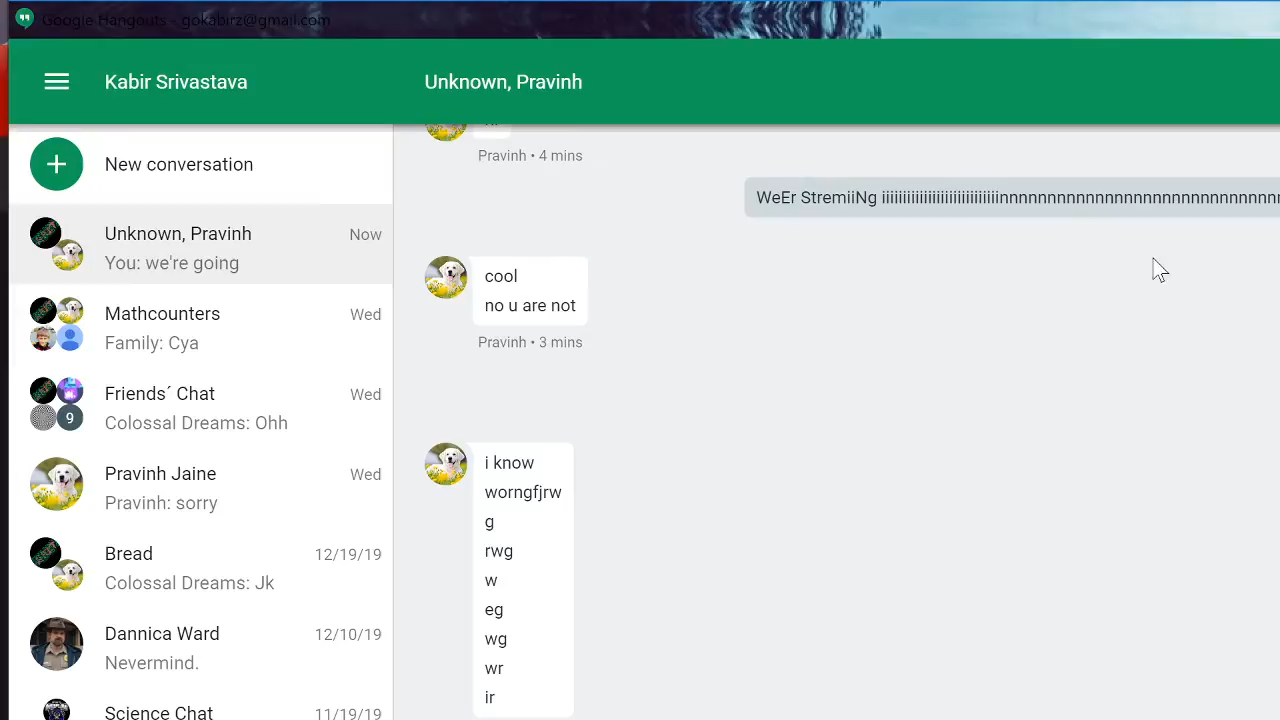 Google Hangouts - gokabirz@gmail.com
Kabir Srivastava
Unknown, Pravinh
New conversation
Unknown, Pravinh
Now
You: we're going
Mathcounters
Wed
Family: Cya
Friends´ Chat
Wed
9
Colossal Dreams: Ohh
Pravinh Jaine
Wed
Pravinh: sorry
Bread
12/19/19
Colossal Dreams: Jk
Dannica Ward
12/10/19
Nevermind.
Science Chat
11/19/19
Pravinh • 4 mins
WeEr StremiiNg
cool
no u are not
Pravinh • 3 mins
i know
worngfjrw
g
rwg
w
eg
wg
wr
ir